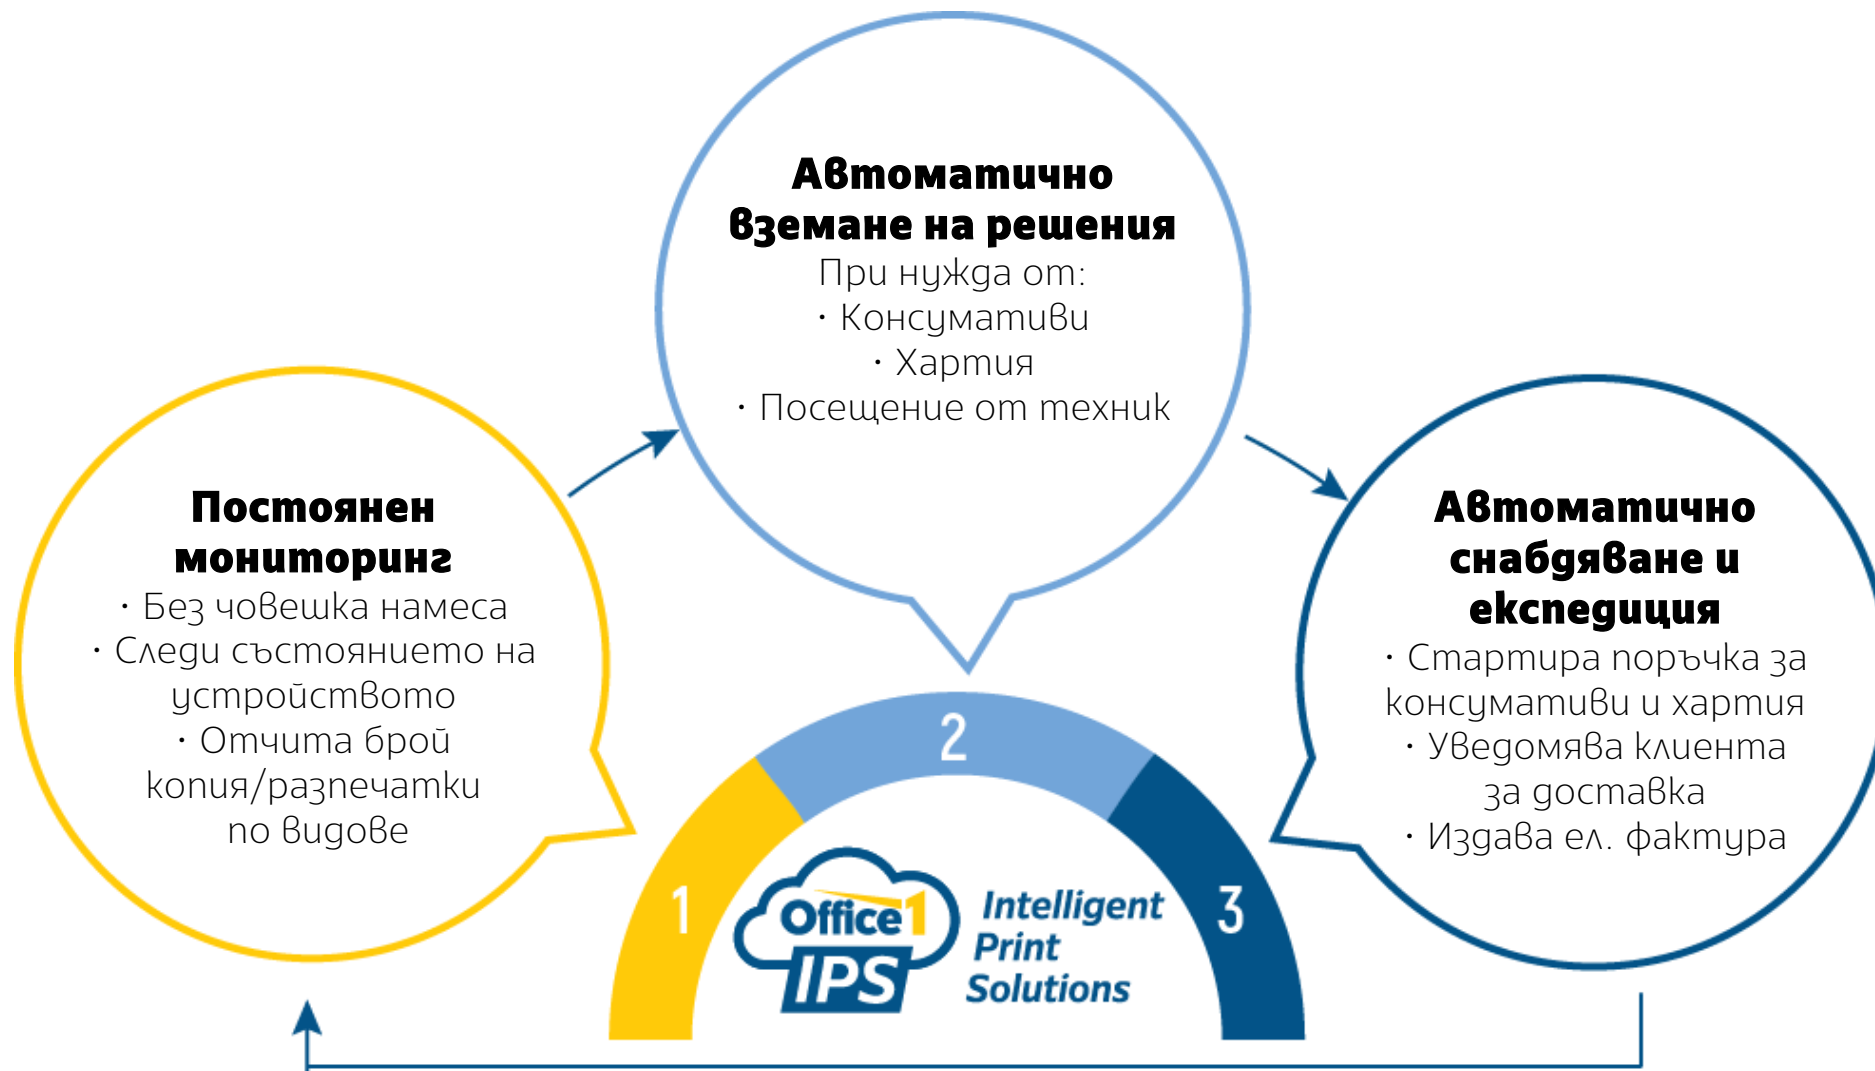 Автоматично
вземане на решения
При нужда от:
· Консумативи
· Хартия
· Посещение от техник
Постоянен
мониторинг
· Без човешка намеса
· Следи състоянието на
устройството
· Отчита брой
копия/разпечатки
по видове
Автоматично
снабдяване и
експедиция
· Стартира поръчка за
консумативи и хартия
· Уведомява клиента
за доставка
· Издава ел. фактура
1
2
3
Office1
IPS
Intelligent
Print
Solutions